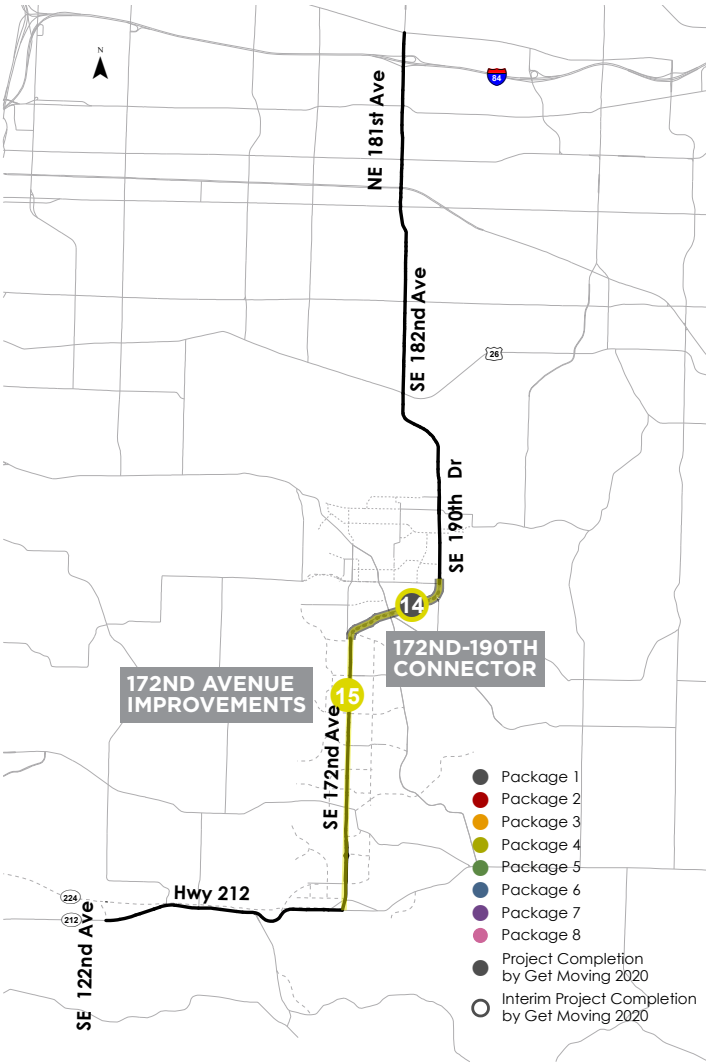 N
84
NE 181st Ave
SE 182nd Ave
26
SE 190th Dr
14
172ND-190TH
CONNECTOR
172ND AVENUE
IMPROVEMENTS
15
SE 172nd Ave
Package 1
Package 2
Package 3
Package 4
Package 5
Package 6
Package 7
Package 8
Project Completion
by Get Moving 2020
Interim Project Completion
by Get Moving 2020
224
Hwy 212
212
SE 122nd Ave